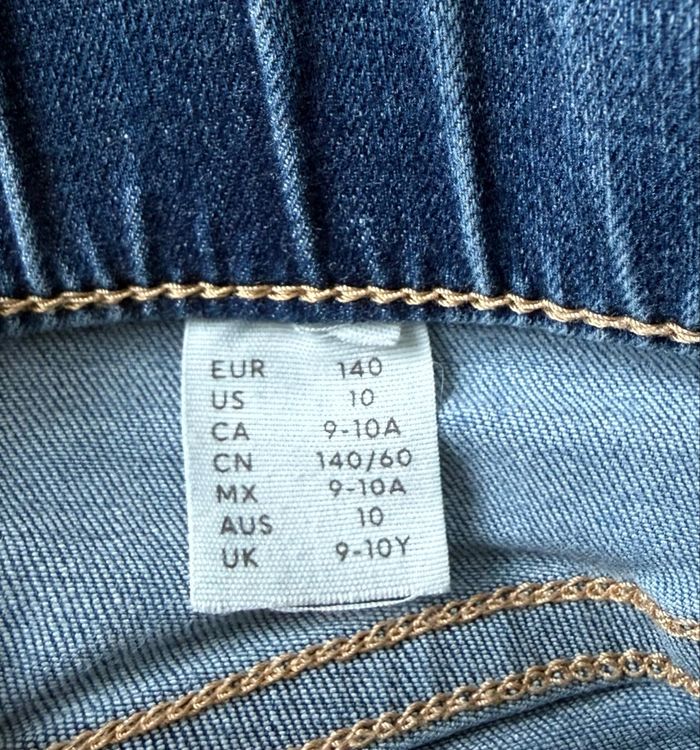 EUR 140
US 10
CA 9-10A
CN 140/60
MX 9-10A
AUS 10
UK 9-10Y